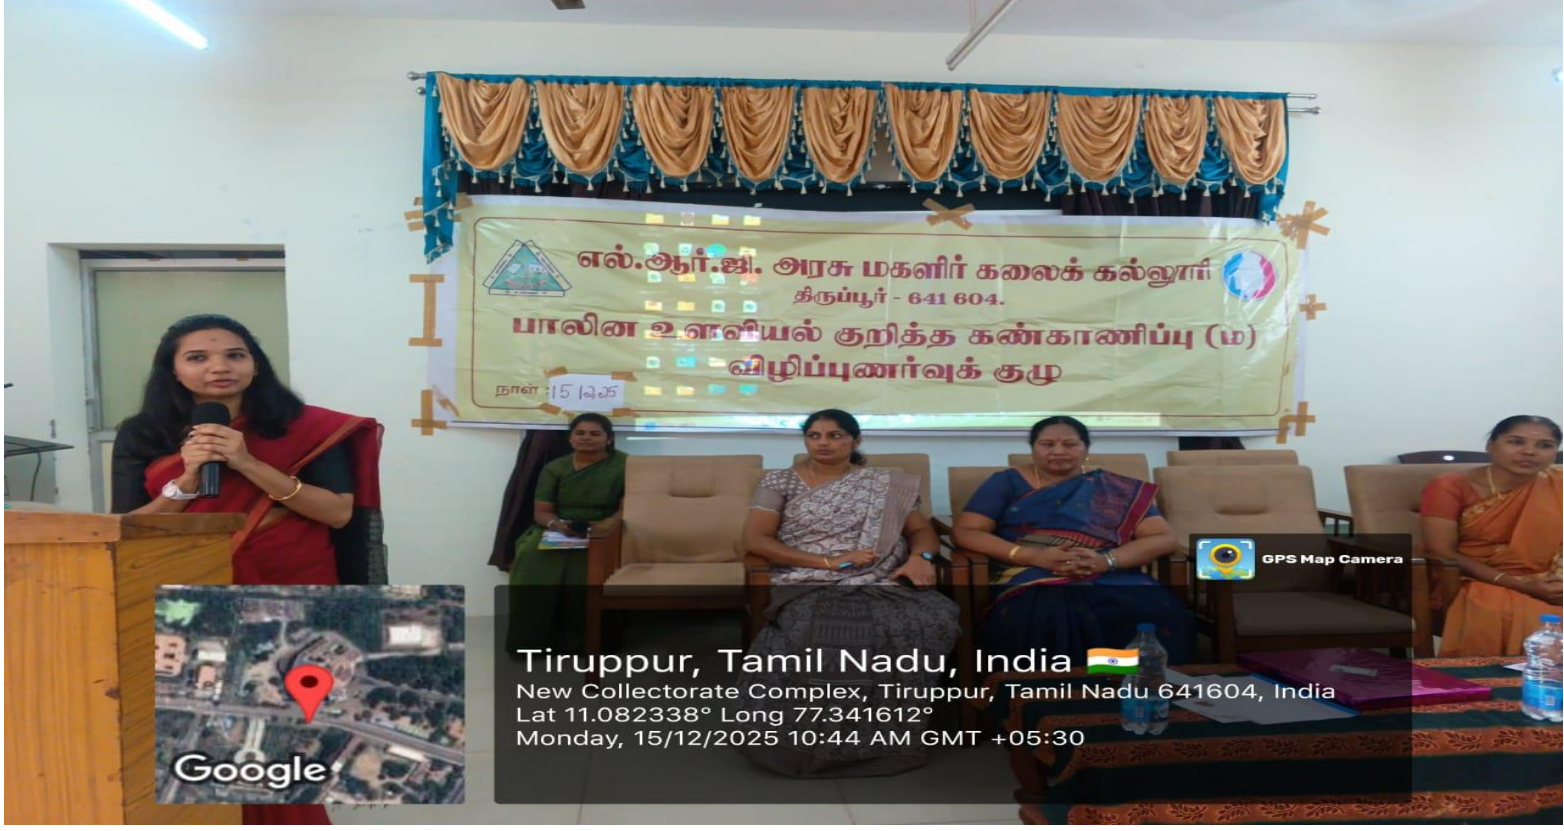 எல்.ஆர்.ஜி. அரசு மகளிர் கலைக் கல்லூரி
திருப்பூர் - 641 604.
பாலின உளவியல் குறித்த கண்காணிப்பு (ம)
விழிப்புணர்வுக் குழு
நாள் :15.12.25
GPS Map Camera
Tiruppur, Tamil Nadu, India
New Collectorate Complex, Tiruppur, Tamil Nadu 641604, India
Lat 11.082338° Long 77.341612°
Monday, 15/12/2025 10:44 AM GMT +05:30
Google